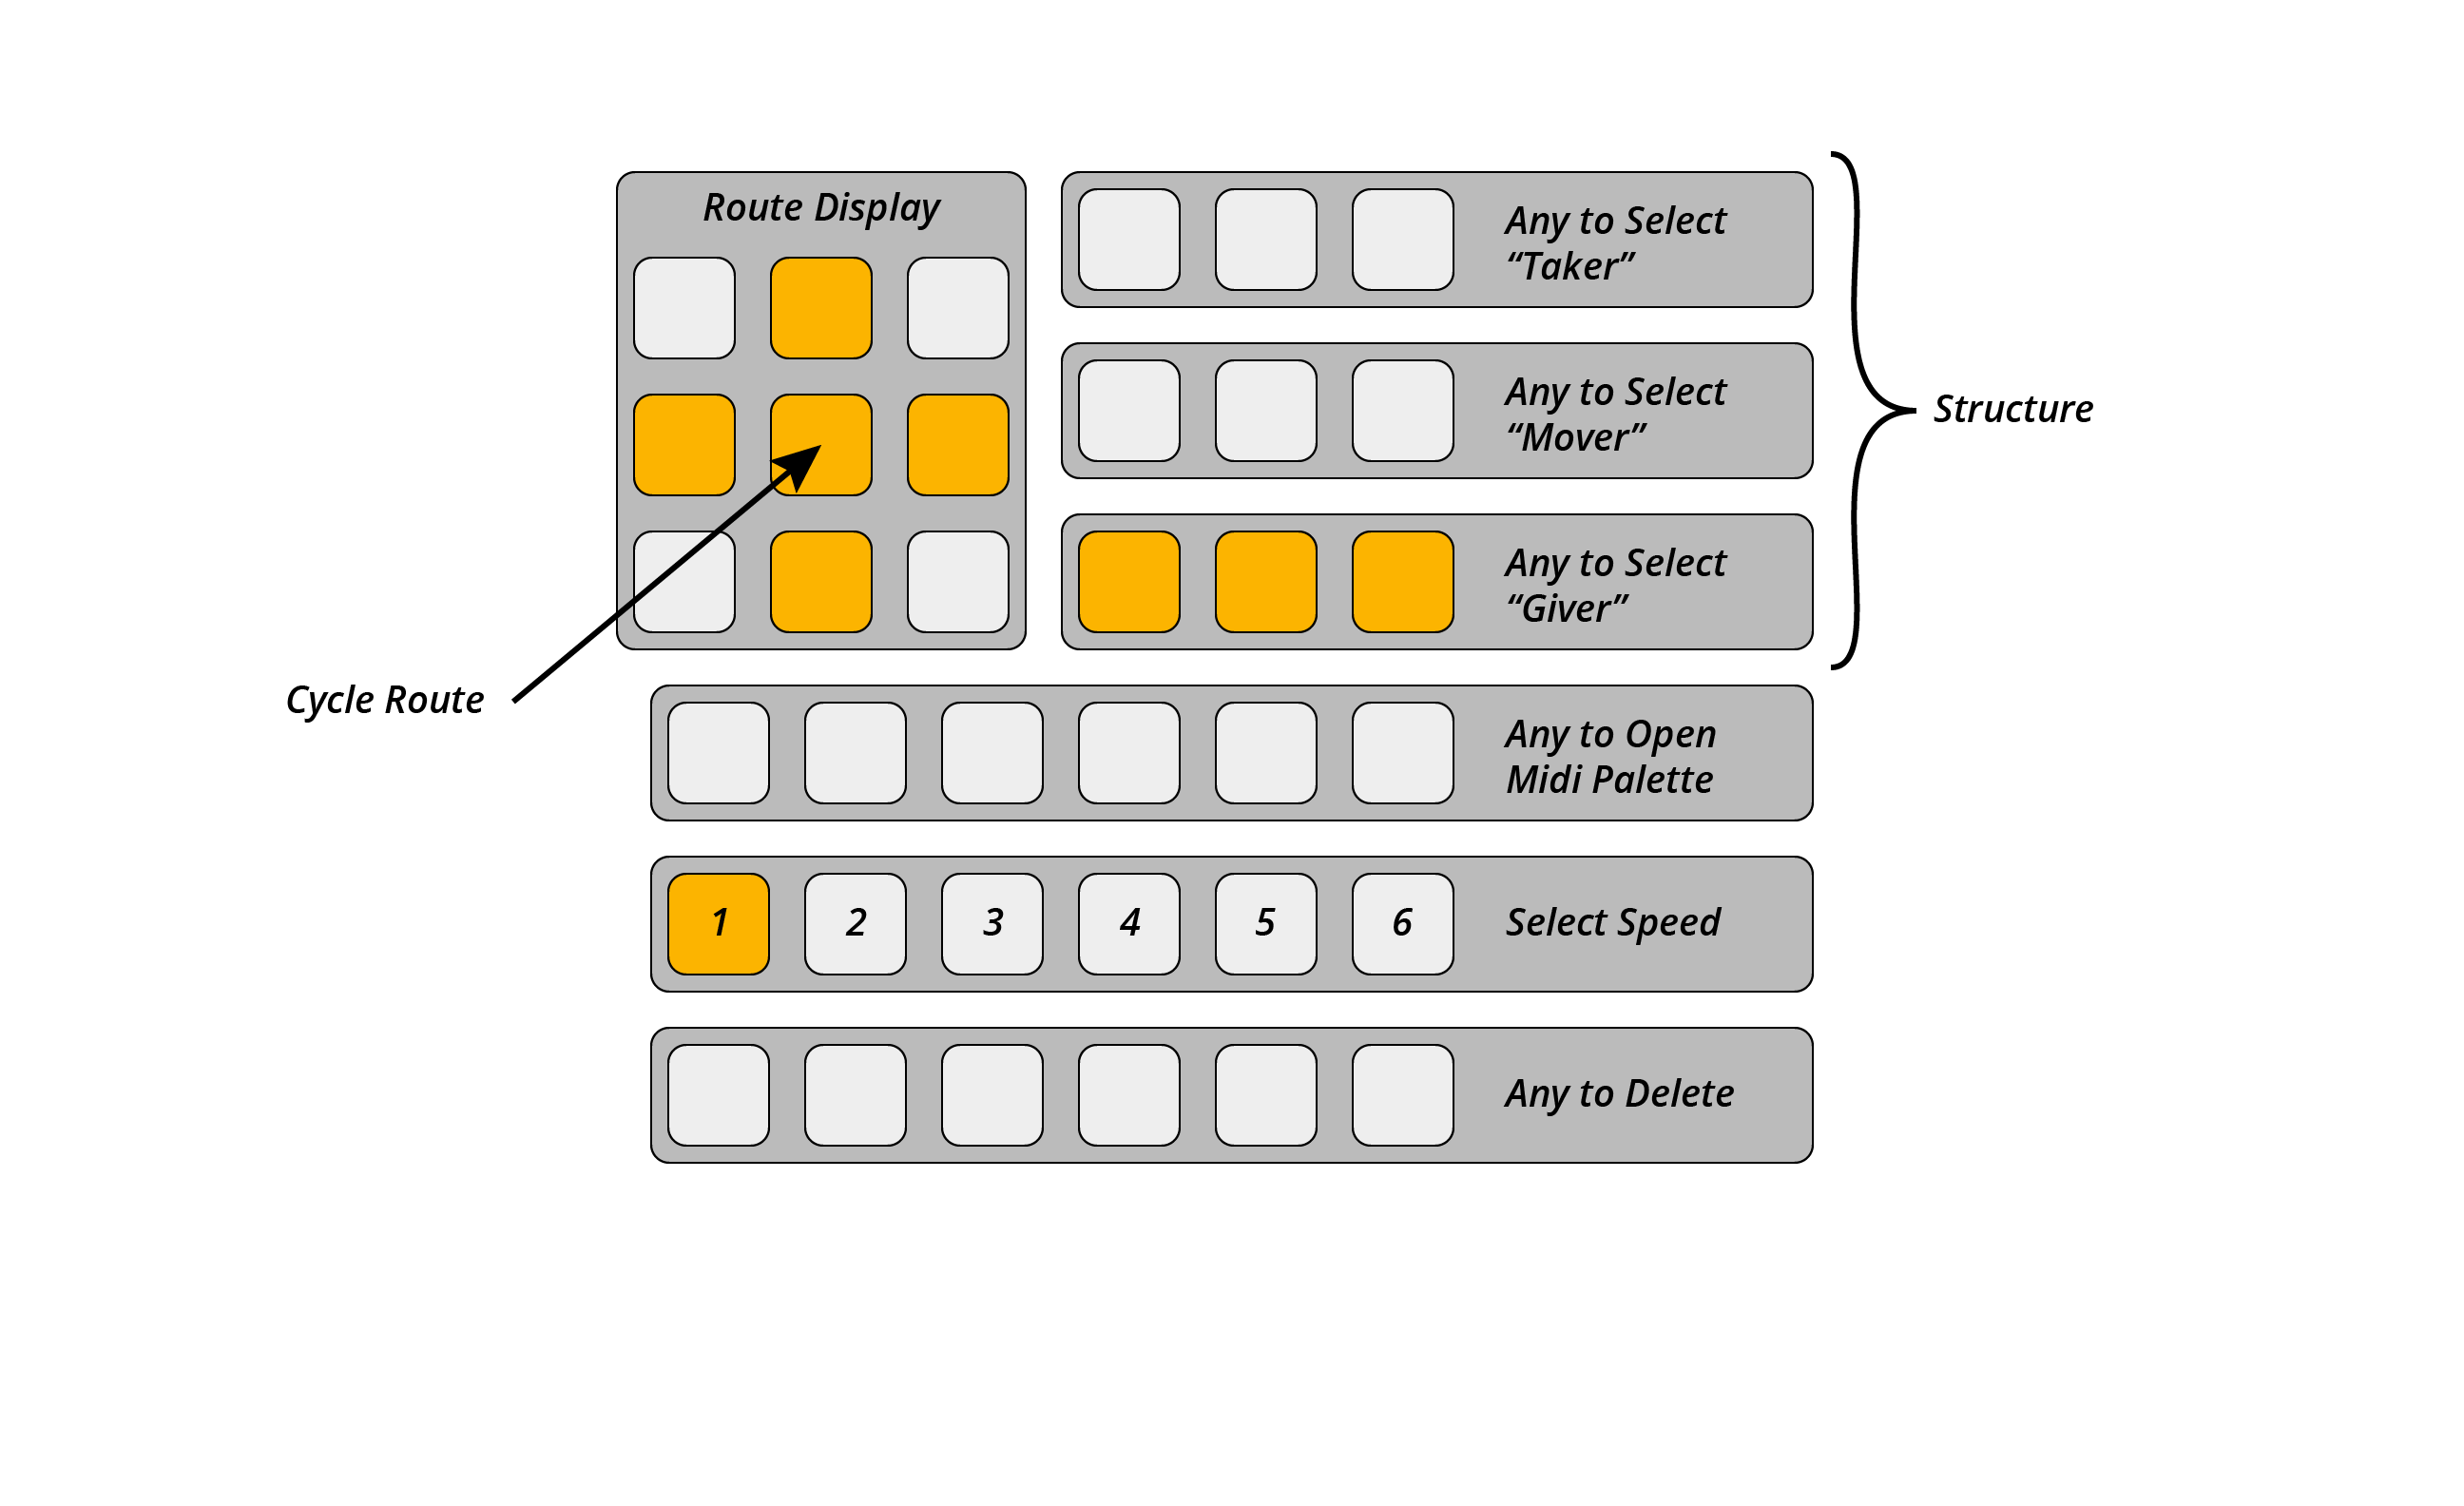 Route Display
Any to Select
“Taker”
Any to Select
“Mover”
Structure
Any to Select
“Giver”
Cycle Route
Any to Open
Midi Palette
1 2 3 4 5 6 Select Speed
Any to Delete